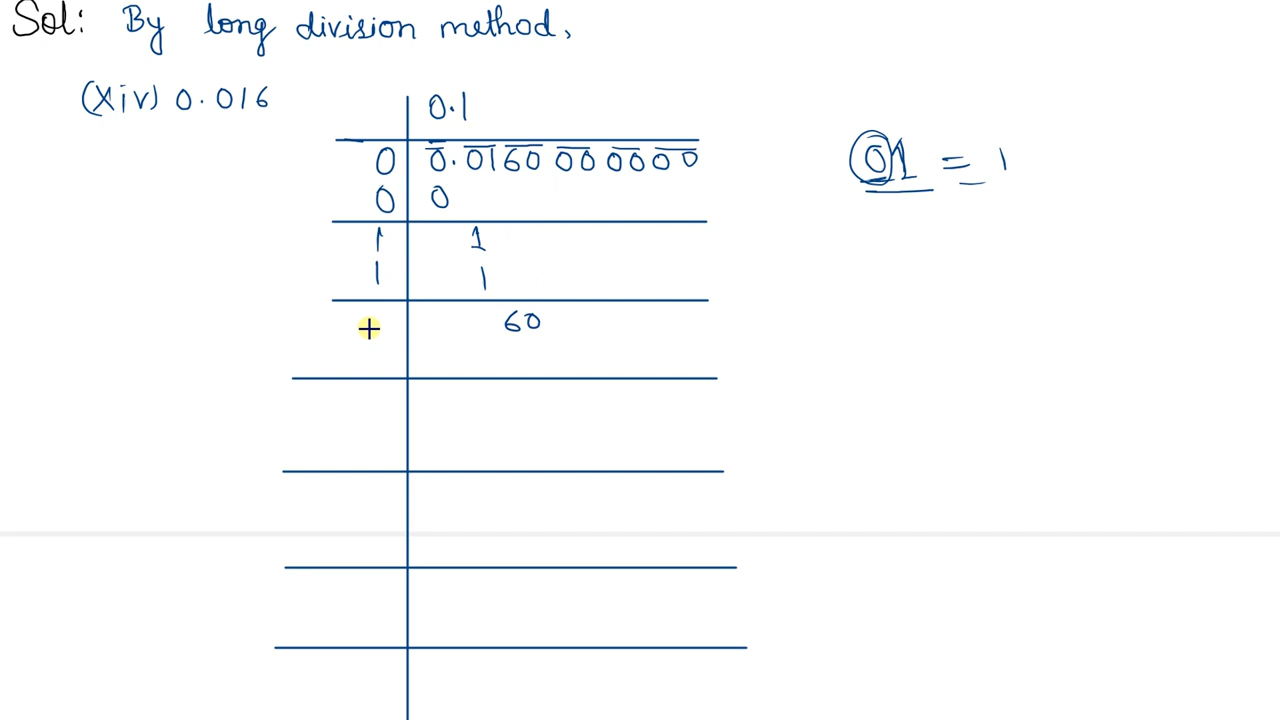 Sol: By long division method,
(Xiv) 0.016
0.1
0 0.0160 00 00 00
0 0
01 = 1
1 1
1 1
60